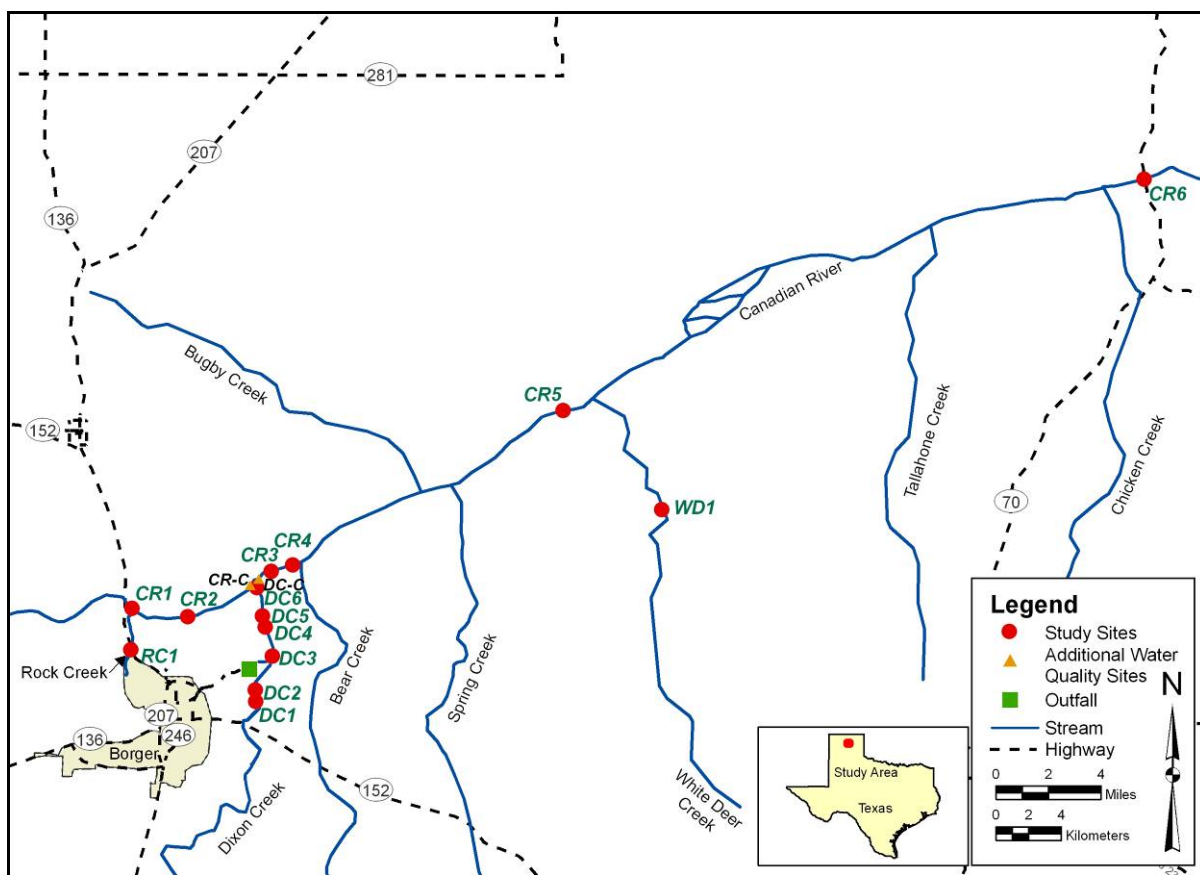 281
207
136
CR6
Canadian River
Bugby Creek
CR5
152
Tallahone Creek
Chicken Creek
70
WD1
CR4
CR3
CR-C
DC-C
DC6
CR1
CR2
DC5
DC4
Bear Creek
Spring Creek
RC1
DC3
Rock Creek
DC2
DC1
207
246
136
Borger
152
Dixon Creek
White Deer
Creek
Legend
Study Sites
Additional Water
Quality Sites
Outfall
Stream
Highway
N
0 2 4
Miles
0 2 4
Kilometers
Study Area
Texas